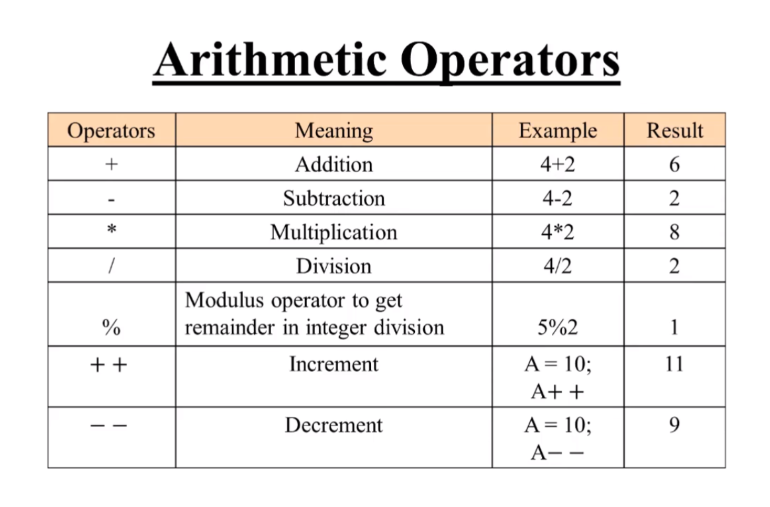 Arithmetic Operators
Operators Meaning Example Result
+ Addition 4+2 6
- Subtraction 4-2 2
* Multiplication 4*2 8
/ Division 4/2 2
Modulus operator to get
% remainder in integer division 5%2 1
+ + Increment A = 10; 11
A+ +
− − Decrement A = 10; 9
A− −